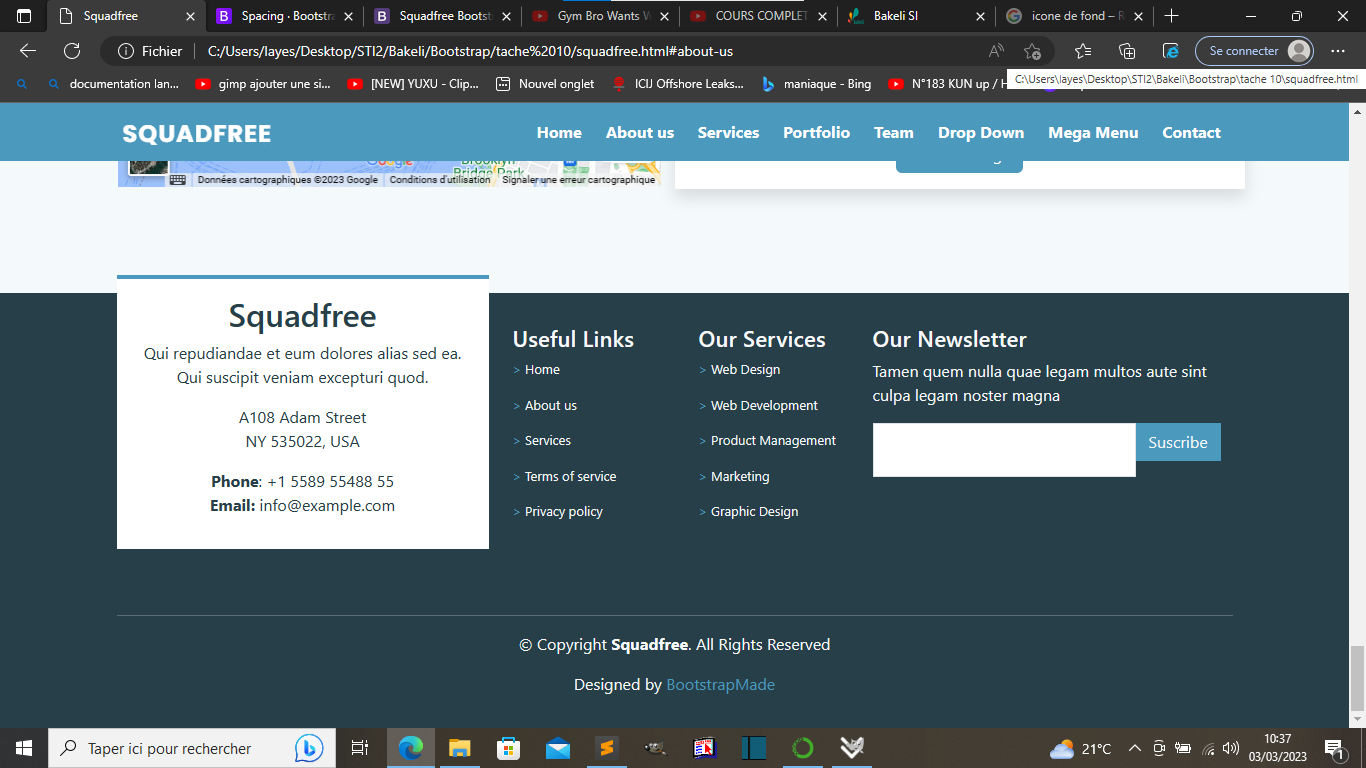 Squadfree
Spacing · Bootstra
Squadfree Bootst
Gym Bro Wants W
COURS COMPLET
Bakeli SI
icone de fond – R
Fichier
C:/Users/layes/Desktop/STI2/Bakeli/Bootstrap/tache%2010/squadfree.html#about-us
Se connecter
documentation lan...
gimp ajouter une si...
[NEW] YUXU - Clip...
Nouvel onglet
ICIJ Offshore Leaks...
maniaque - Bing
N°183 KUN up / H
C:\Users\layes\Desktop\STI2\Bakeli\Bootstrap\tache 10\squadfree.html
SQUADFREE
Home
About us
Services
Portfolio
Team
Drop Down
Mega Menu
Contact
Google
Brooklyn
Bridge Park
Données cartographiques ©2023 Google
Conditions d'utilisation
Signaler une erreur cartographique
Squadfree
Qui repudiandae et eum dolores alias sed ea.
Qui suscipit veniam excepturi quod.
A108 Adam Street
NY 535022, USA
Phone: +1 5589 55488 55
Email: info@example.com
Useful Links
> Home
> About us
> Services
> Terms of service
> Privacy policy
Our Services
> Web Design
> Web Development
> Product Management
> Marketing
> Graphic Design
Our Newsletter
Tamen quem nulla quae legam multos aute sint
culpa legam noster magna
Suscribe
© Copyright Squadfree. All Rights Reserved
Designed by BootstrapMade
Taper ici pour rechercher
21°C
10:37
03/03/2023
1